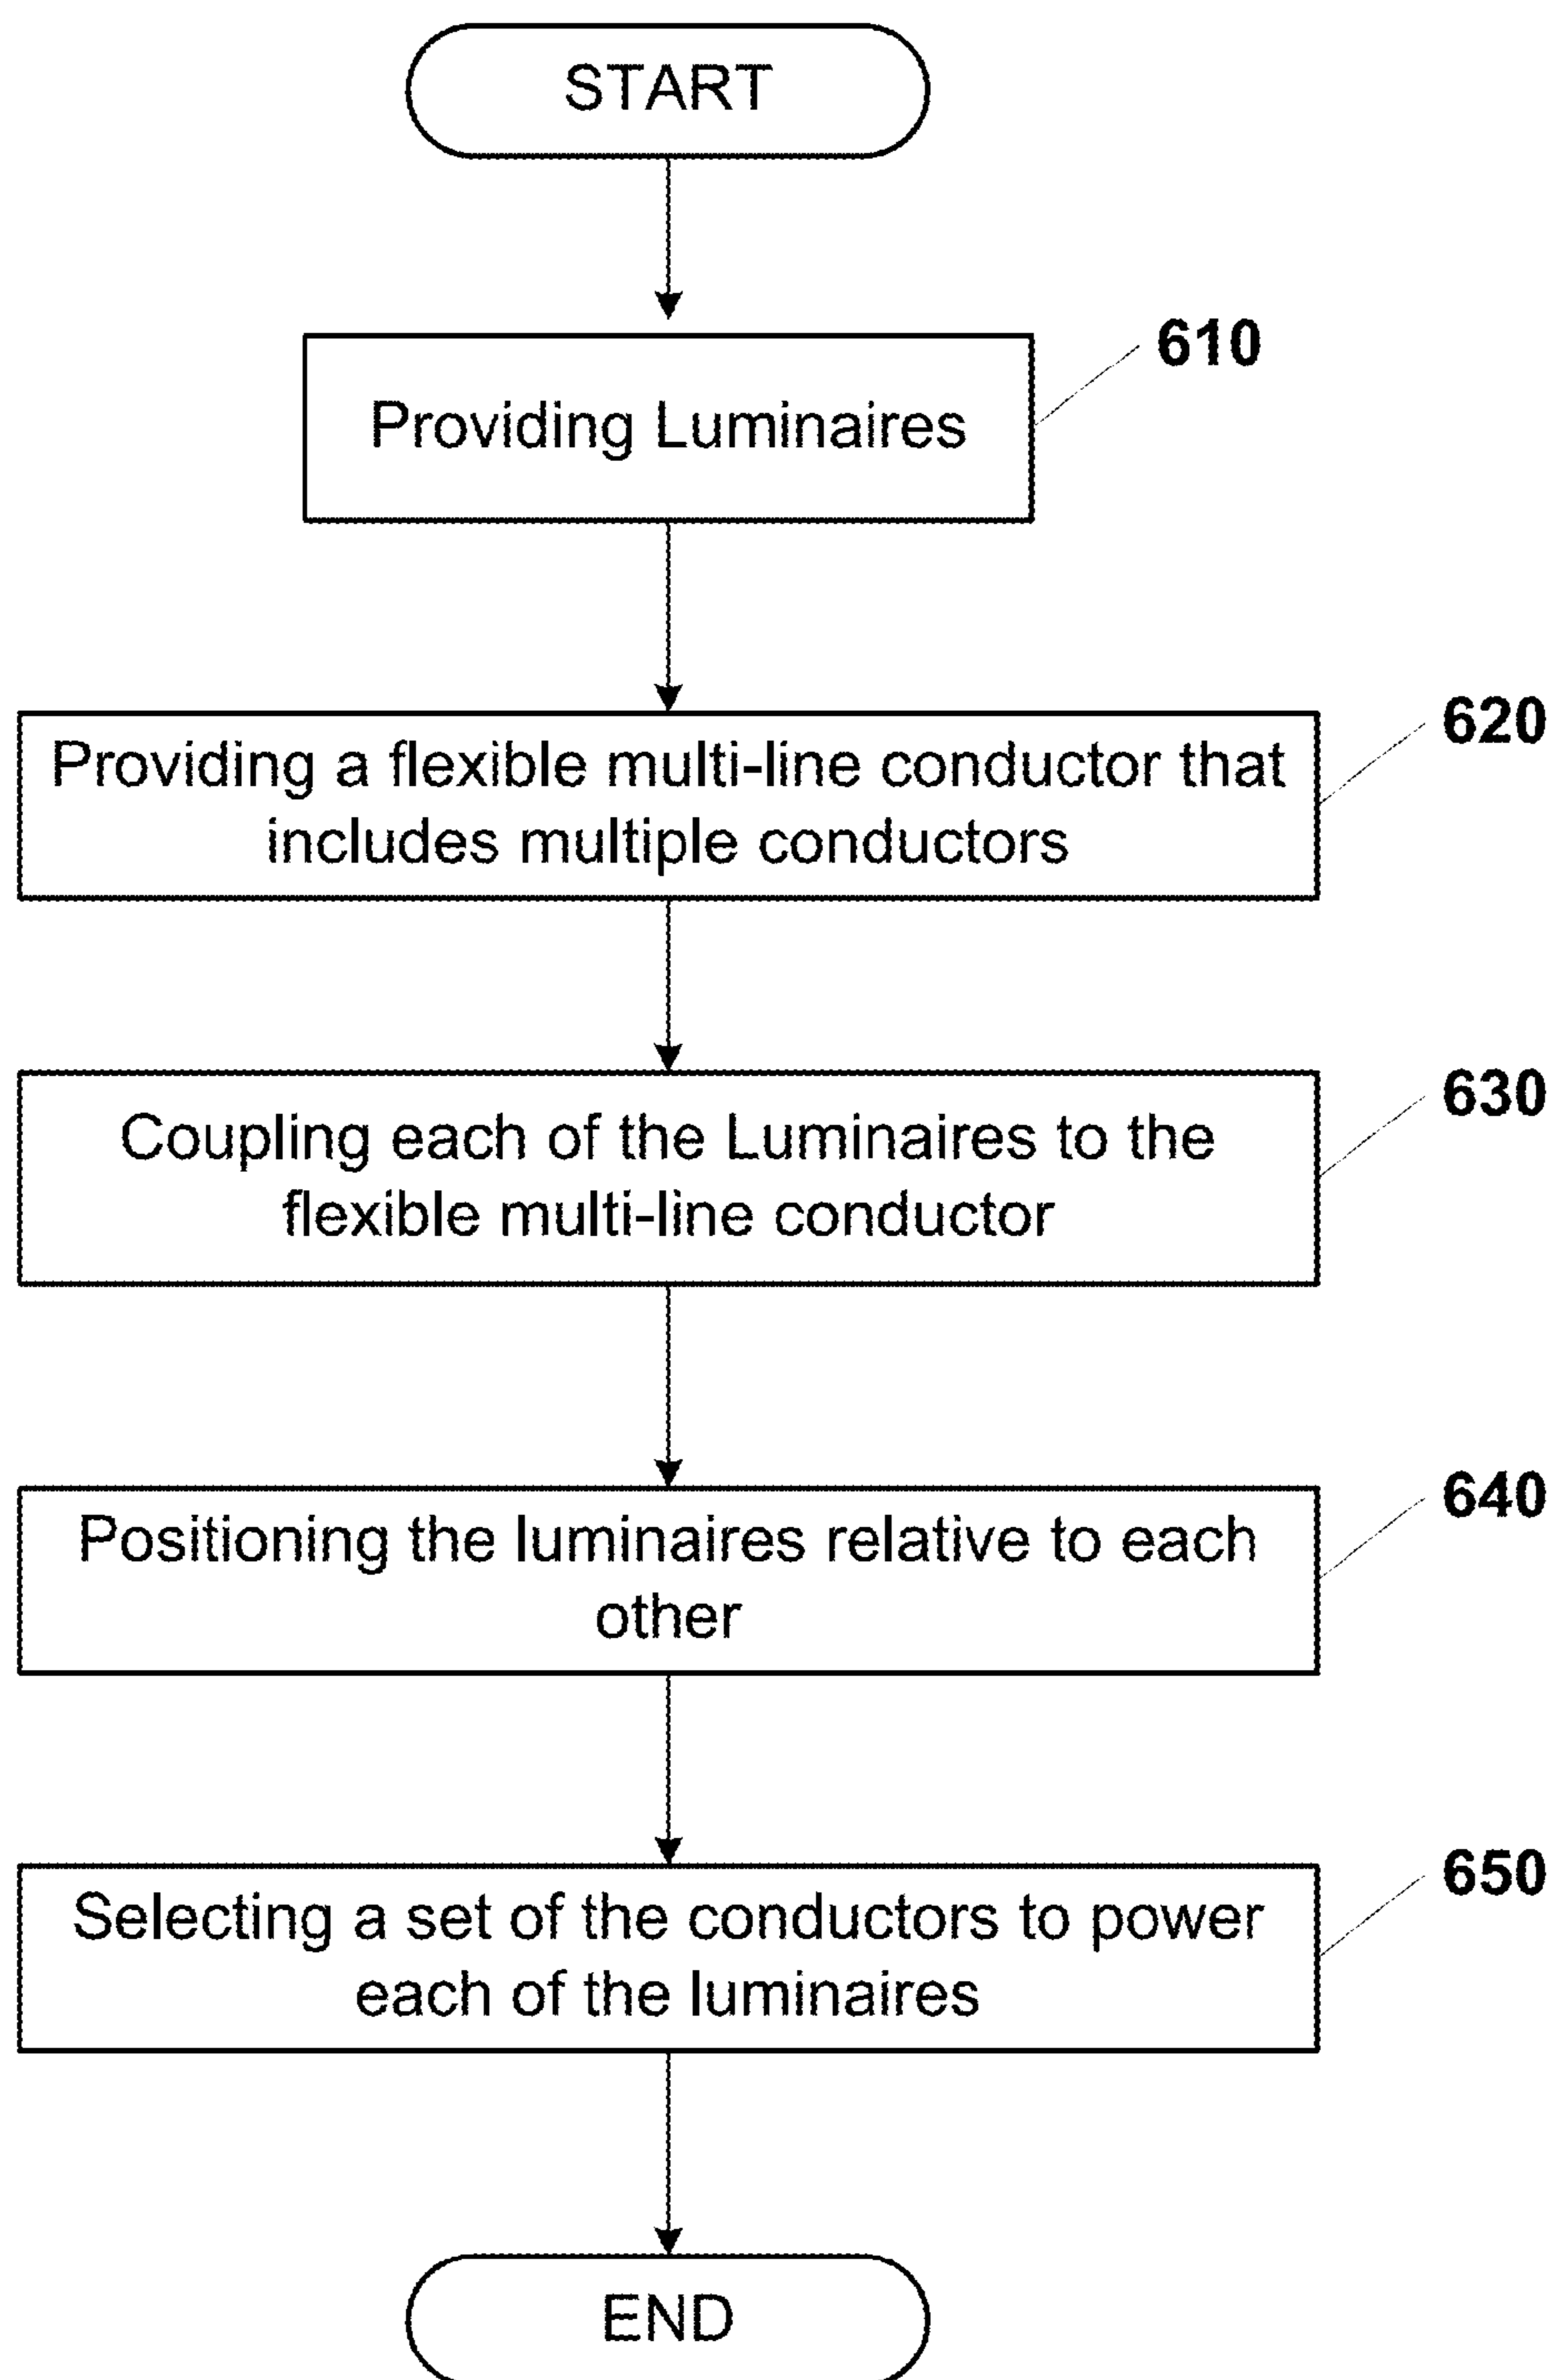 START
610
Providing Luminaires
620
Providing a flexible multi-line conductor that
includes multiple conductors
630
Coupling each of the Luminaires to the
flexible multi-line conductor
640
Positioning the luminaires relative to each
other
650
Selecting a set of the conductors to power
each of the luminaires
END